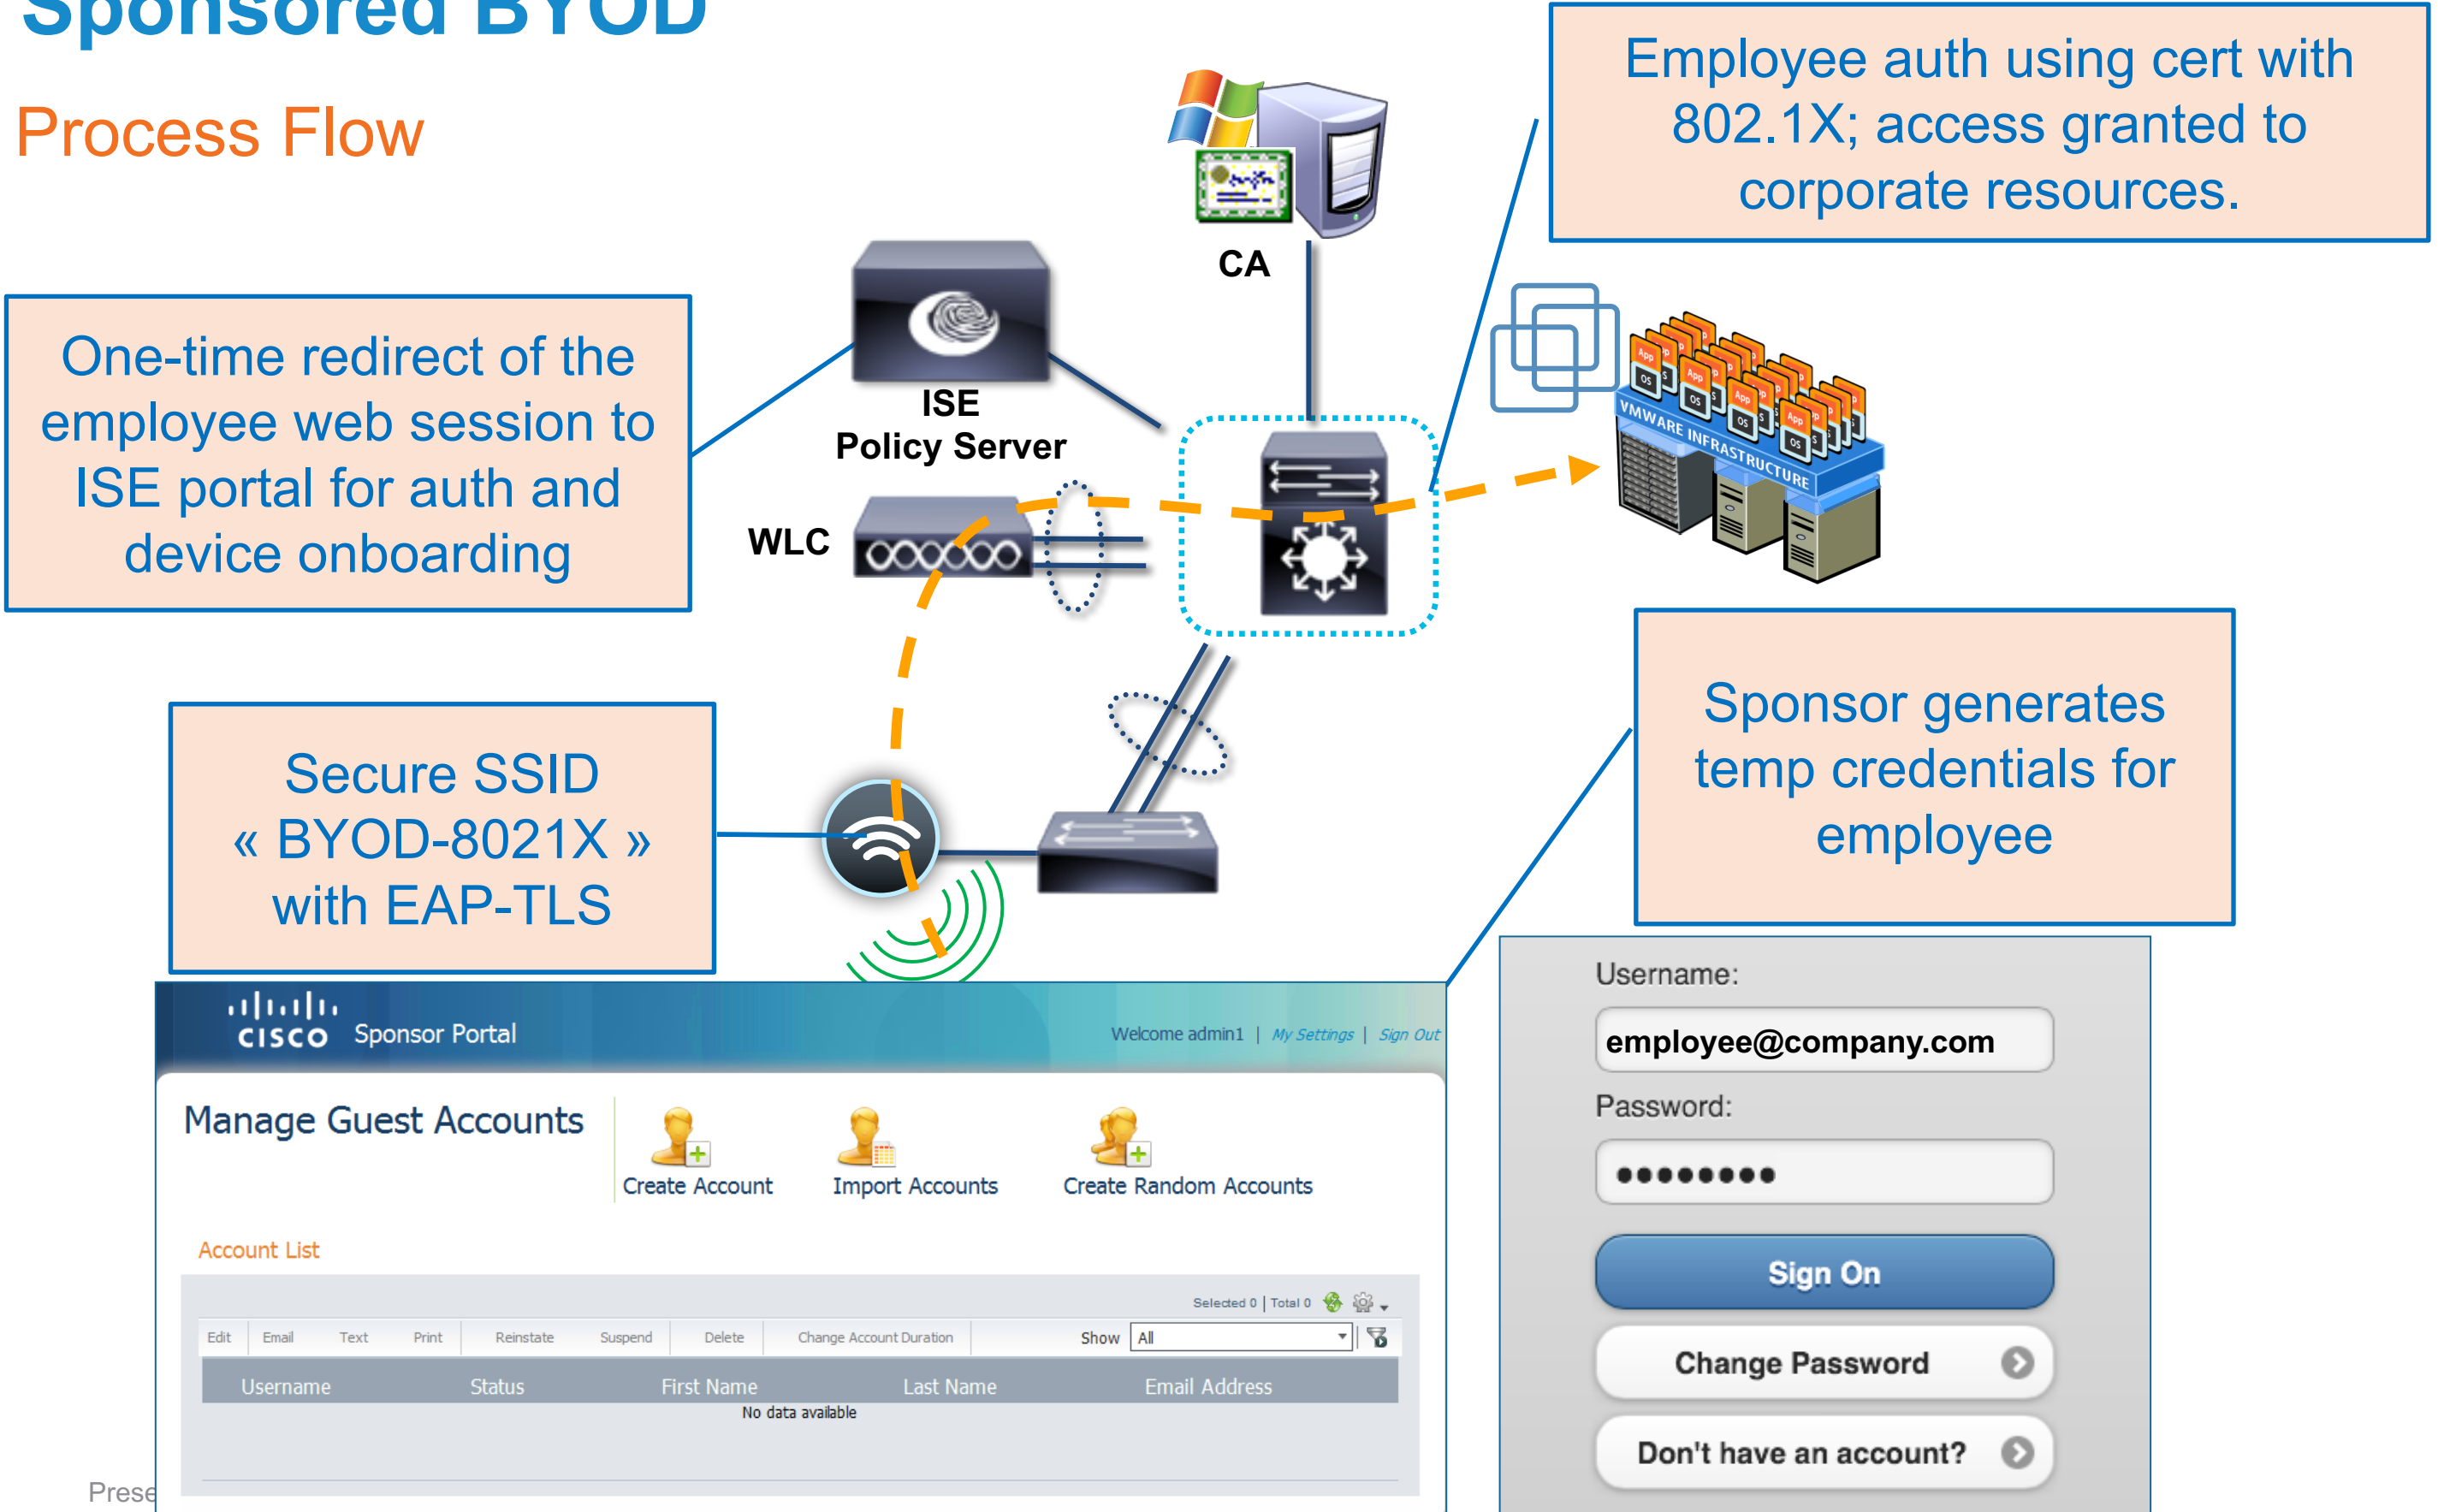 Sponsored BYOD
Process Flow
Employee auth using cert with
802.1X; access granted to
corporate resources.
CA
One-time redirect of the
employee web session to
ISE portal for auth and
device onboarding
ISE
Policy Server
WLC
App
OS
VMWARE INFRASTRUCTURE
Secure SSID
« BYOD-8021X »
with EAP-TLS
Sponsor generates
temp credentials for
employee
CISCO Sponsor Portal
Welcome admin1 | My Settings | Sign Out
Manage Guest Accounts
Create Account Import Accounts Create Random Accounts
Account List
Selected 0 | Total 0
Edit Email Text Print Reinstate Suspend Delete Change Account Duration Show All
Username Status First Name Last Name Email Address
No data available
Username:
employee@company.com
Password:
Sign On
Change Password
Don't have an account?
Prese